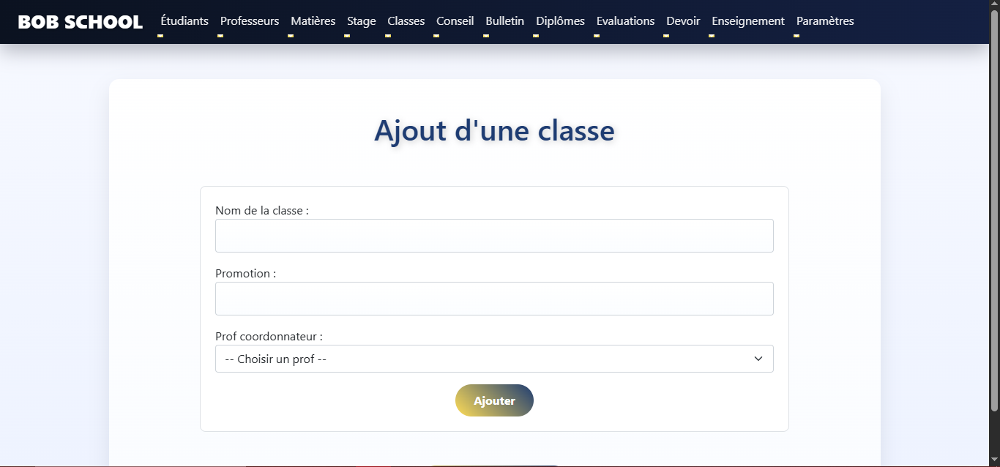 BOB SCHOOL Étudiants Professeurs Matières Stage Classes Conseil Bulletin Diplômes Evaluations Devoir Enseignement Paramètres
Ajout d'une classe
Nom de la classe :
Promotion :
Prof coordonnateur :
-- Choisir un prof --
Ajouter